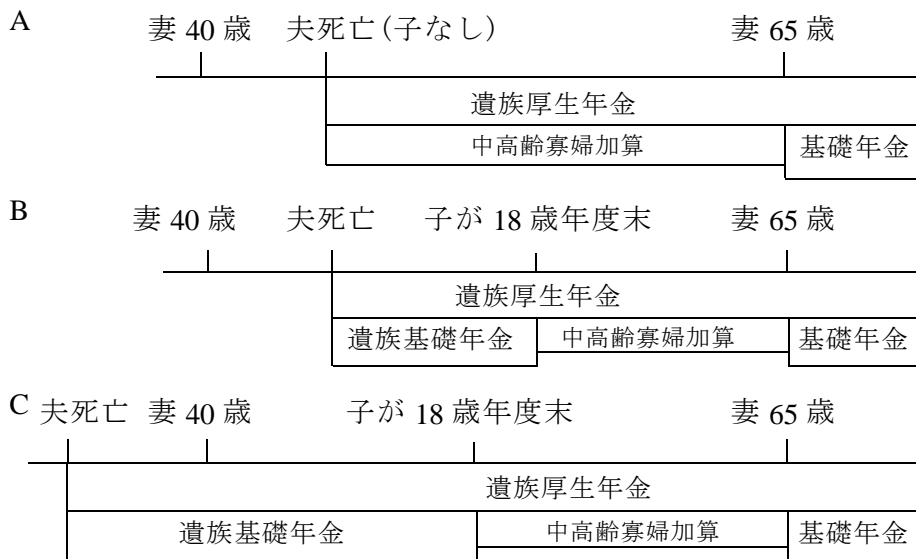 A 妻 40 歳 夫死亡(子なし) 妻 65 歳
遺族厚生年金
中高齢寡婦加算 基礎年金
B 妻 40 歳 夫死亡 子が 18 歳年度末 妻 65 歳
遺族厚生年金
遺族基礎年金 中高齢寡婦加算 基礎年金
C 夫死亡 妻 40 歳 子が 18 歳年度末 妻 65 歳
遺族厚生年金
遺族基礎年金 中高齢寡婦加算 基礎年金